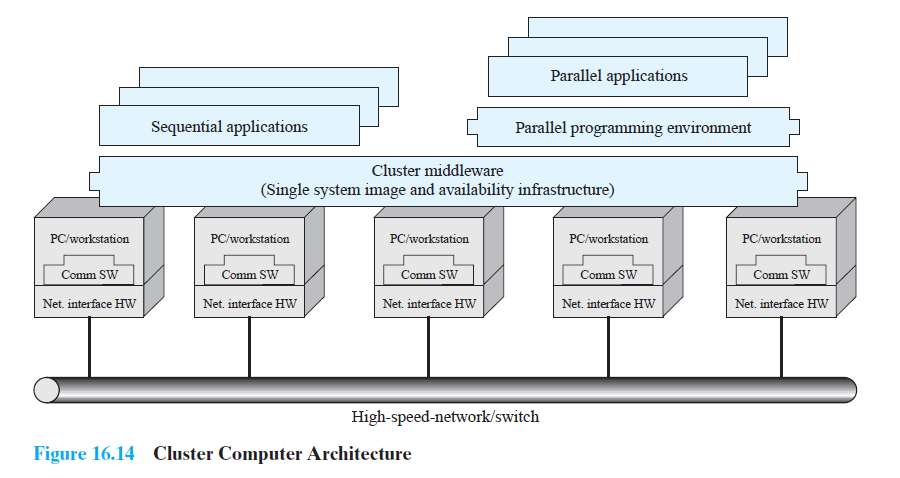 Parallel applications
Sequential applications
Parallel programming environment
Cluster middleware
(Single system image and availability infrastructure)
PC/workstation
Comm SW
Net. interface HW
PC/workstation
Comm SW
Net. interface HW
PC/workstation
Comm SW
Net. interface HW
PC/workstation
Comm SW
Net. interface HW
PC/workstation
Comm SW
Net. interface HW
High-speed-network/switch
Figure 16.14 Cluster Computer Architecture